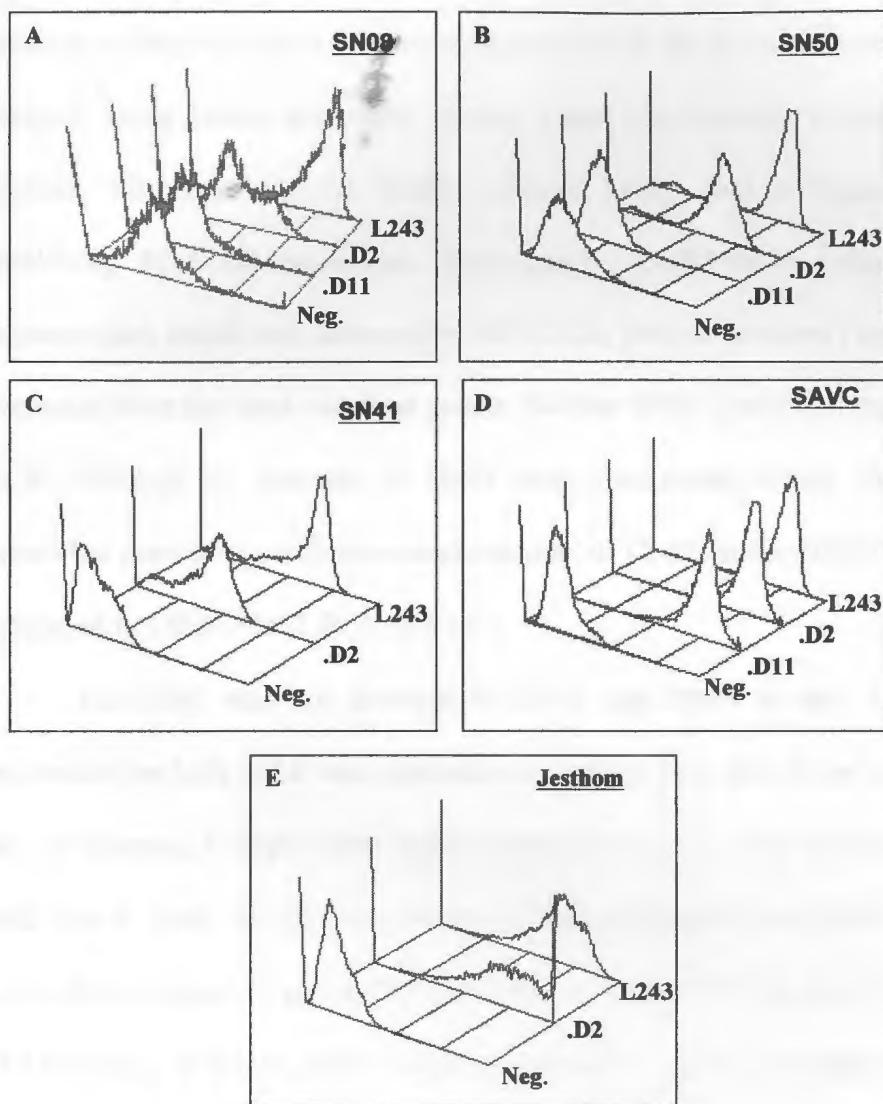 A
SN09
L243
.D2
.D11
Neg.
B
SN50
L243
.D2
.D11
Neg.
C
SN41
L243
.D2
Neg.
D
SAVC
L243
.D2
.D11
Neg.
E
Jesthom
L243
.D2
Neg.